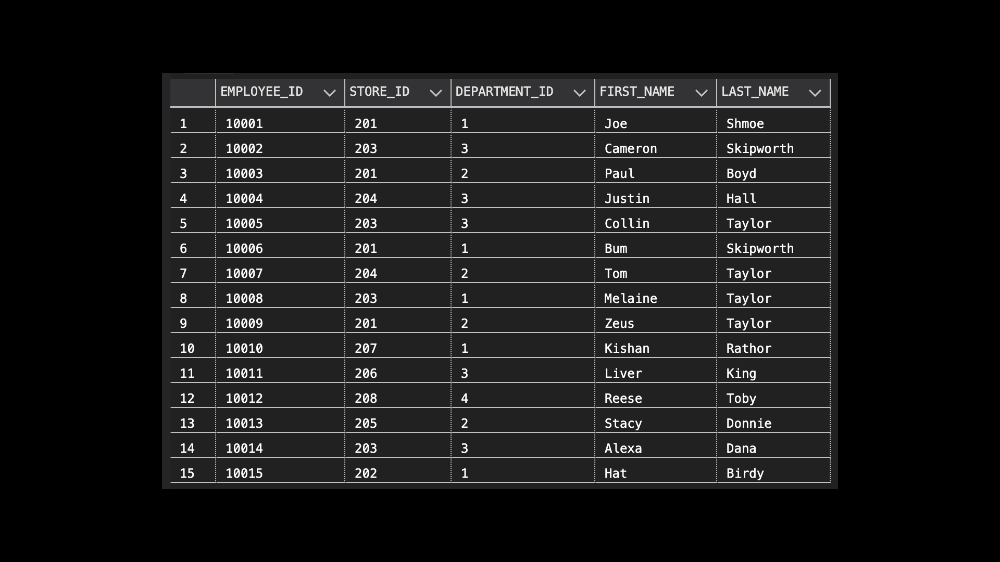 EMPLOYEE_ID STORE_ID DEPARTMENT_ID FIRST_NAME LAST_NAME
1 10001 201 1 Joe Shmoe
2 10002 203 3 Cameron Skipworth
3 10003 201 2 Paul Boyd
4 10004 204 3 Justin Hall
5 10005 203 3 Collin Taylor
6 10006 201 1 Bum Skipworth
7 10007 204 2 Tom Taylor
8 10008 203 1 Melaine Taylor
9 10009 201 2 Zeus Taylor
10 10010 207 1 Kishan Rathor
11 10011 206 3 Liver King
12 10012 208 4 Reese Toby
13 10013 205 2 Stacy Donnie
14 10014 203 3 Alexa Dana
15 10015 202 1 Hat Birdy